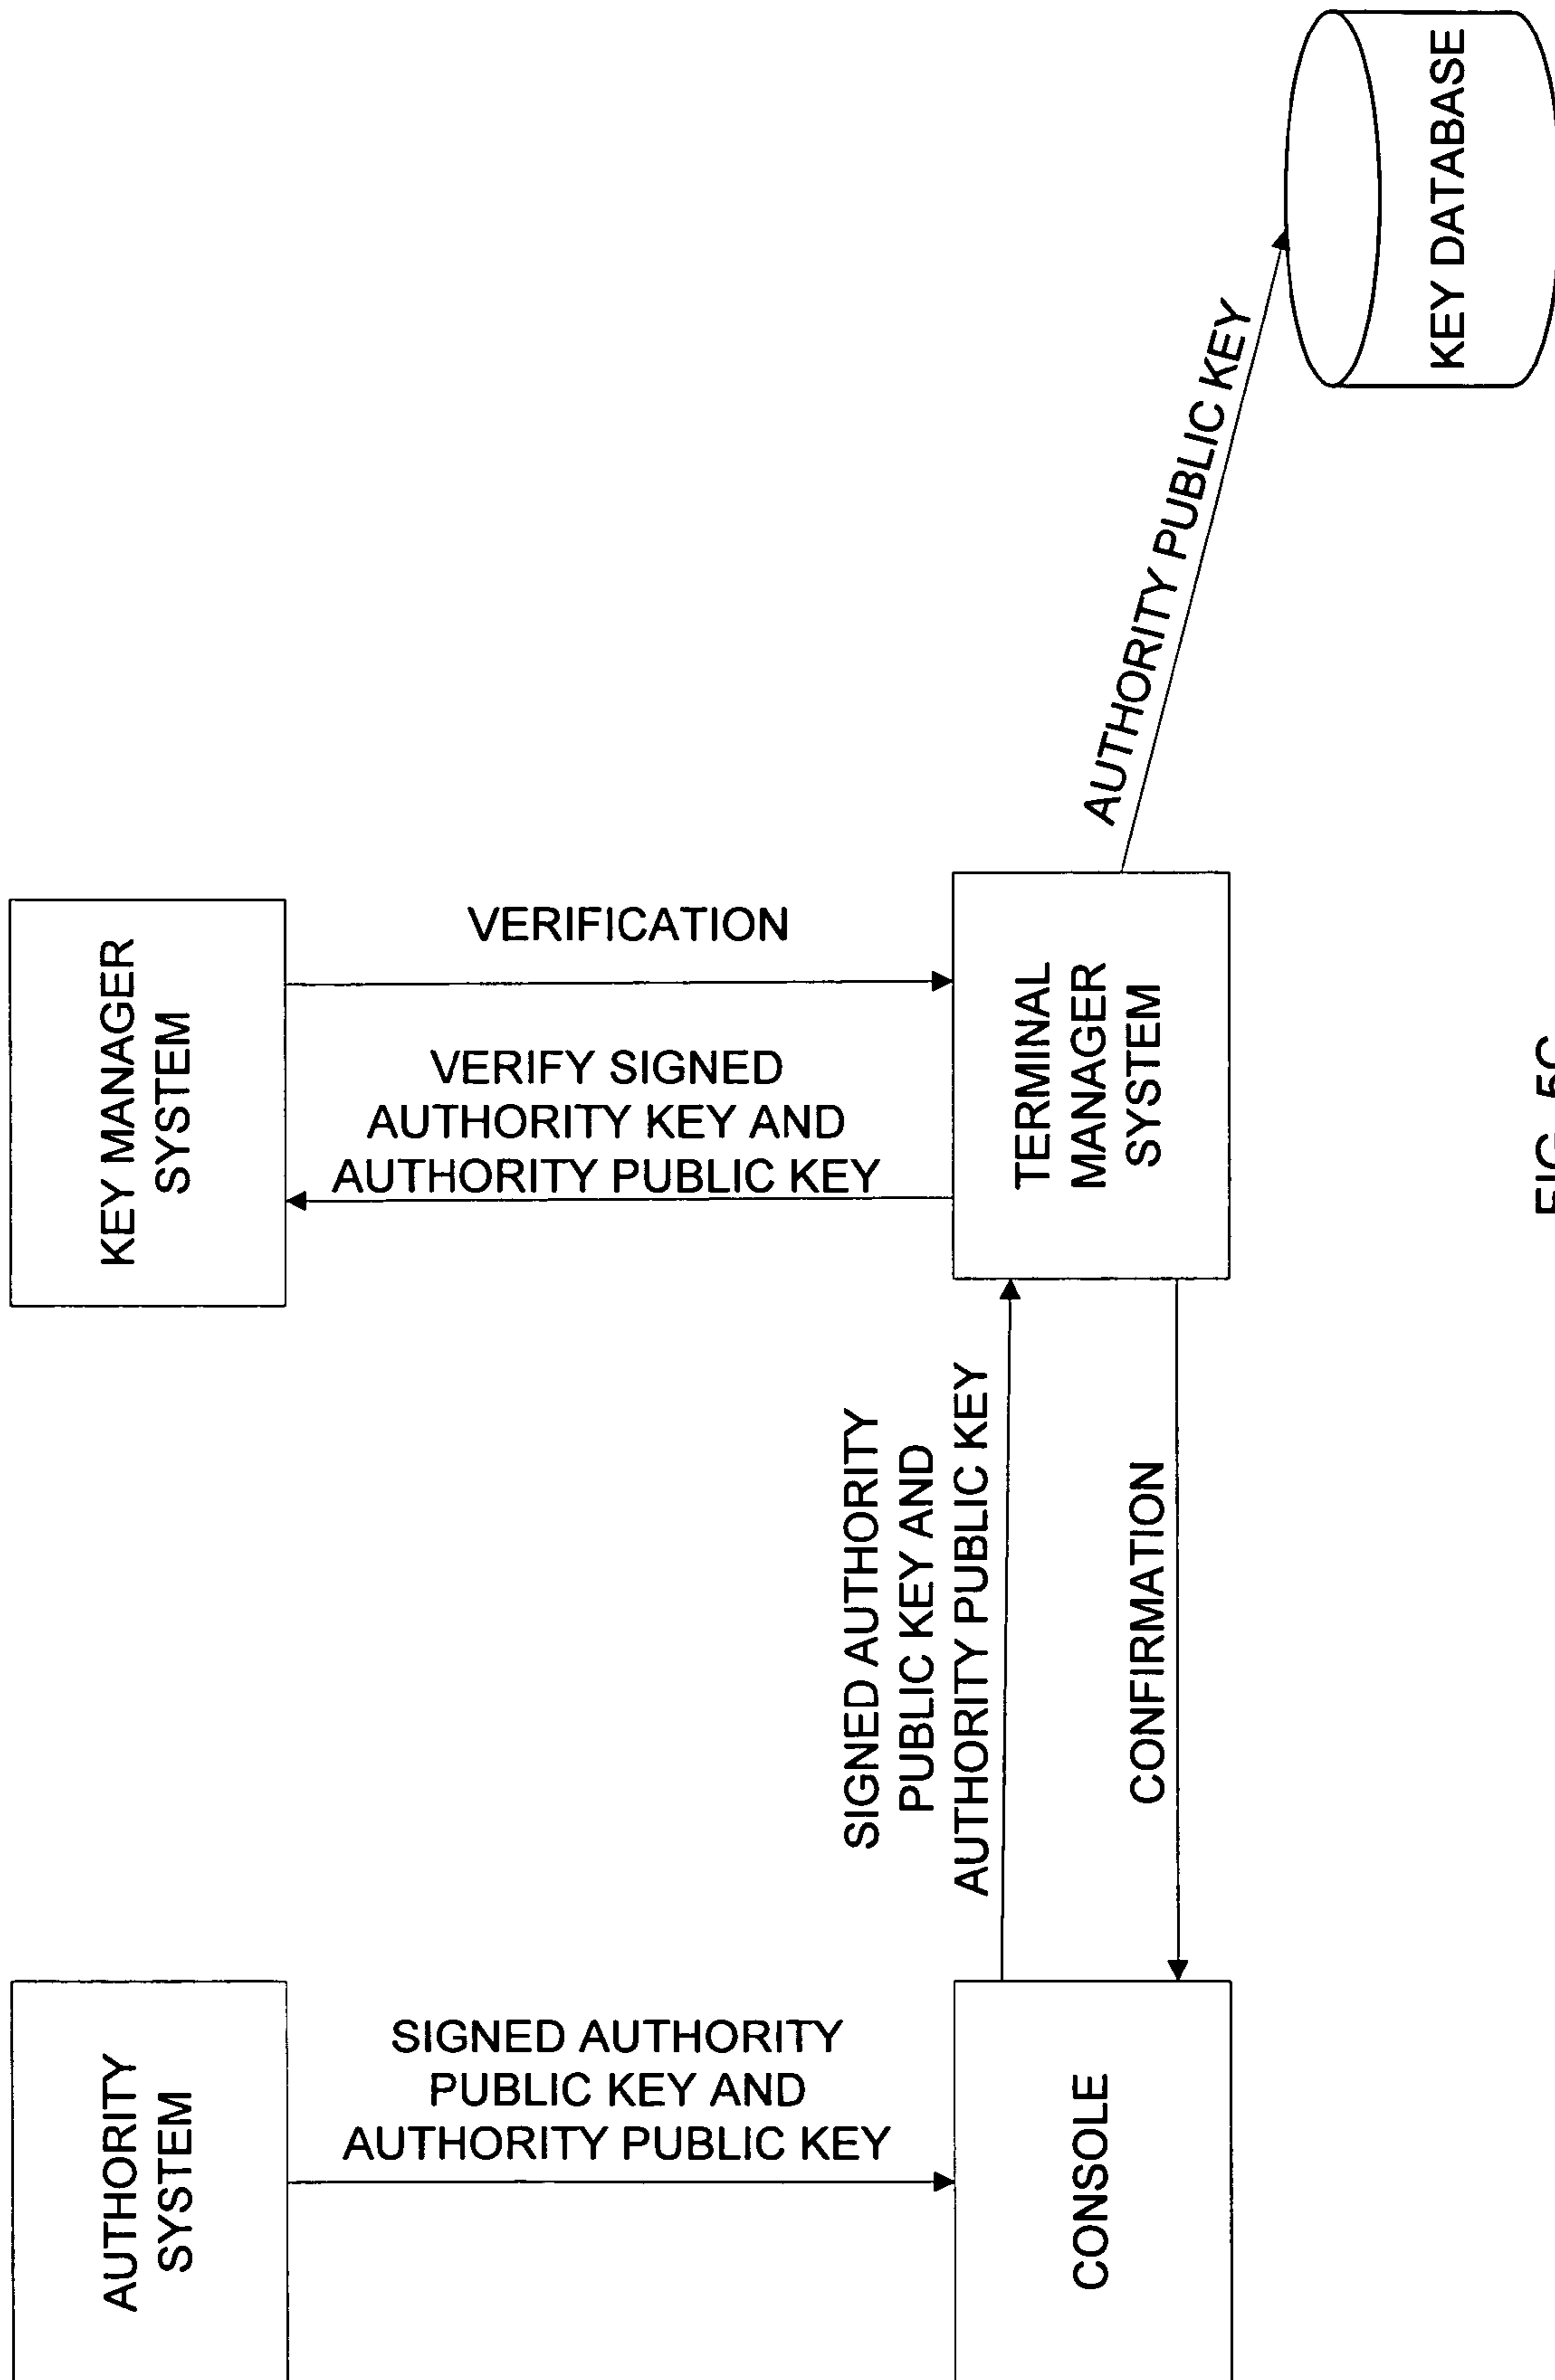 AUTHORITY
SYSTEM
KEY MANAGER
SYSTEM
SIGNED AUTHORITY
PUBLIC KEY AND
AUTHORITY PUBLIC KEY
VERIFY SIGNED
AUTHORITY KEY AND
AUTHORITY PUBLIC KEY
VERIFICATION
SIGNED AUTHORITY
PUBLIC KEY AND
AUTHORITY PUBLIC KEY
CONSOLE
CONFIRMATION
TERMINAL
MANAGER
SYSTEM
AUTHORITY PUBLIC KEY
KEY DATABASE
FIG. 5C